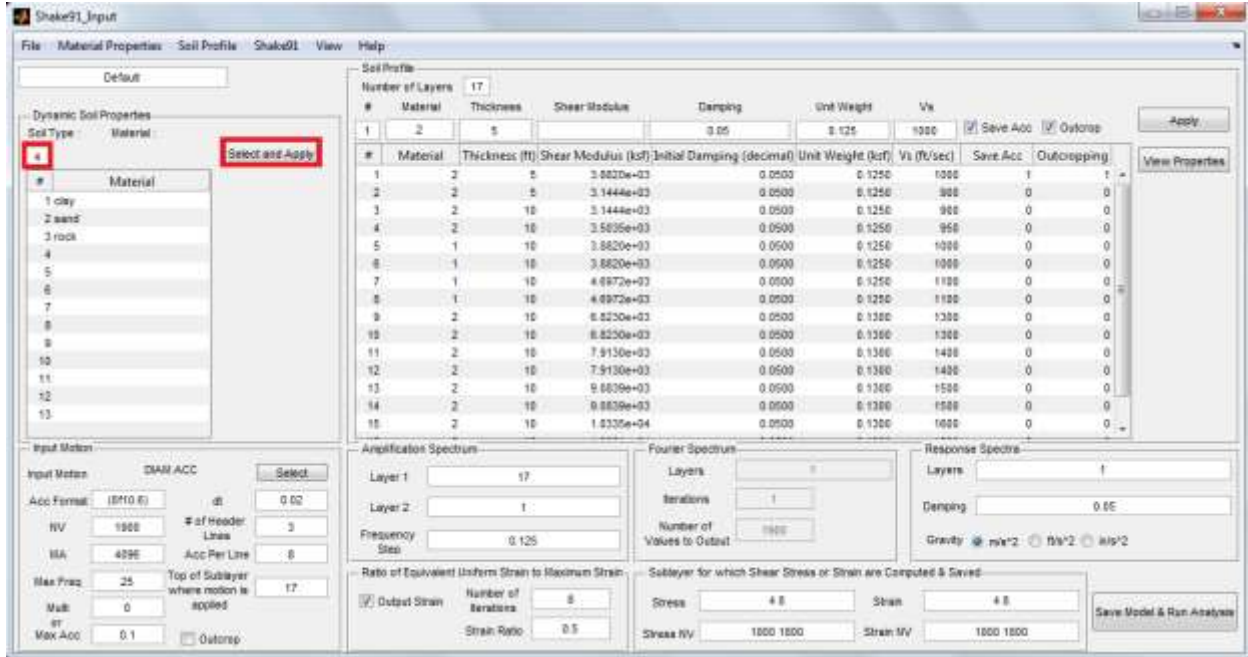 Shake91_Input
File Material Properties Soil Profile Shake91 View Help
Default
Dynamic Soil Properties
Soil Type Material
4
Select and Apply
# Material
1 clay
2 sand
3 rock
4
5
6
7
8
9
10
11
12
13
Soil Profile
Number of Layers 17
# Material Thickness Shear Modulus Damping Unit Weight Vs
1 2 5 0.05 0.125 1000 Save Acc Outcrop
Apply
View Properties
# Material Thickness (ft) Shear Modulus (ksf) Initial Damping (decimal) Unit Weight (kcf) Vs (ft/sec) Save Acc Outcropping
1 2 5 3.8820e+03 0.0500 0.1250 1000 1 1
2 2 5 3.1444e+03 0.0500 0.1250 900 0 0
3 2 10 3.1444e+03 0.0500 0.1250 900 0 0
4 2 10 3.5035e+03 0.0500 0.1250 950 0 0
5 1 10 3.8820e+03 0.0500 0.1250 1000 0 0
6 1 10 3.8820e+03 0.0500 0.1250 1000 0 0
7 1 10 4.6972e+03 0.0500 0.1250 1100 0 0
8 1 10 4.6972e+03 0.0500 0.1250 1100 0 0
9 2 10 6.8230e+03 0.0500 0.1300 1300 0 0
10 2 10 6.8230e+03 0.0500 0.1300 1300 0 0
11 2 10 7.9130e+03 0.0500 0.1300 1400 0 0
12 2 10 7.9130e+03 0.0500 0.1300 1400 0 0
13 2 10 9.0839e+03 0.0500 0.1300 1500 0 0
14 2 10 9.0839e+03 0.0500 0.1300 1500 0 0
15 2 10 1.0335e+04 0.0500 0.1300 1600 0 0
Input Motion
Input Motion DIAM.ACC Select
Acc Format (8f10.6) dt 0.02
NV 1900 # of Header Lines 3
MA 4096 Acc Per Line 8
Max Freq 25 Top of Sublayer where motion is applied 17
Mult 0
or
Max Acc 0.1 Outcrop
Amplification Spectrum
Layer 1 17
Layer 2 1
Frequency Step 0.125
Fourier Spectrum
Layers
Iterations 1
Number of Values to Output
Response Spectra
Layers 1
Damping 0.05
Gravity m/s^2 ft/s^2 in/s^2
Ratio of Equivalent Uniform Strain to Maximum Strain
Output Strain Number of Iterations 8
Strain Ratio 0.5
Sublayer for which Shear Stress or Strain are Computed & Saved
Stress 4 8 Strain 4 8
Stress NV 1800 1800 Strain NV 1800 1800
Save Model & Run Analysis